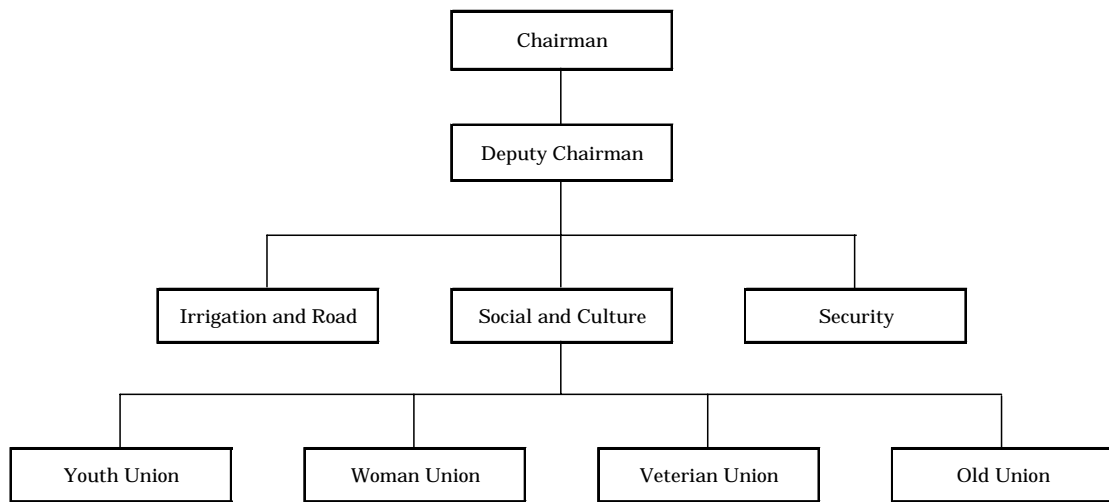 Chairman
Deputy Chairman
Irrigation and Road
Social and Culture
Security
Youth Union
Woman Union
Veterian Union
Old Union